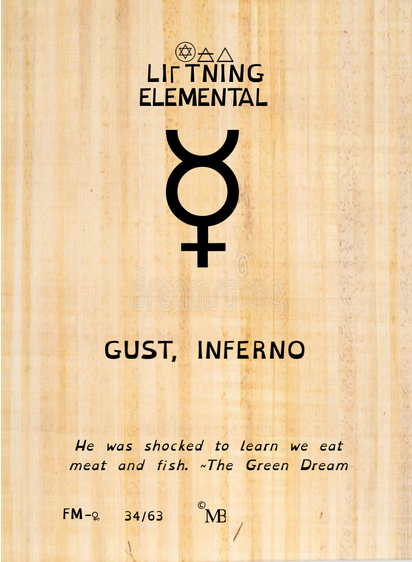 LIΓTNING
ELEMENTAL
☿
GUST, INFERNO
He was shocked to learn we eat
meat and fish. ~The Green Dream
FM-♀ 34/63 © MB